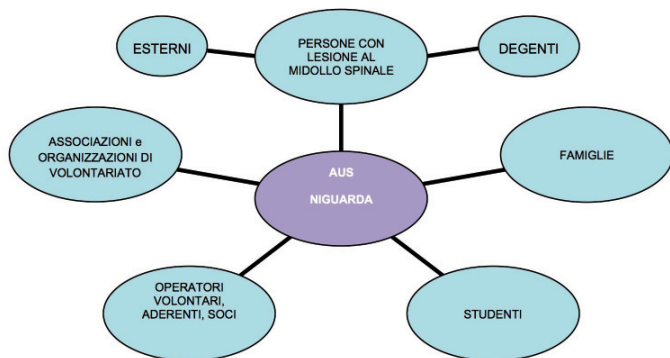 ESTERNI
PERSONE CON
LESIONE AL
MIDOLLO SPINALE
DEGENTI
ASSOCIAZIONI e
ORGANIZZAZIONI DI
VOLONTARIATO
AUS
NIGUARDA
FAMIGLIE
OPERATORI
VOLONTARI,
ADERENTI, SOCI
STUDENTI